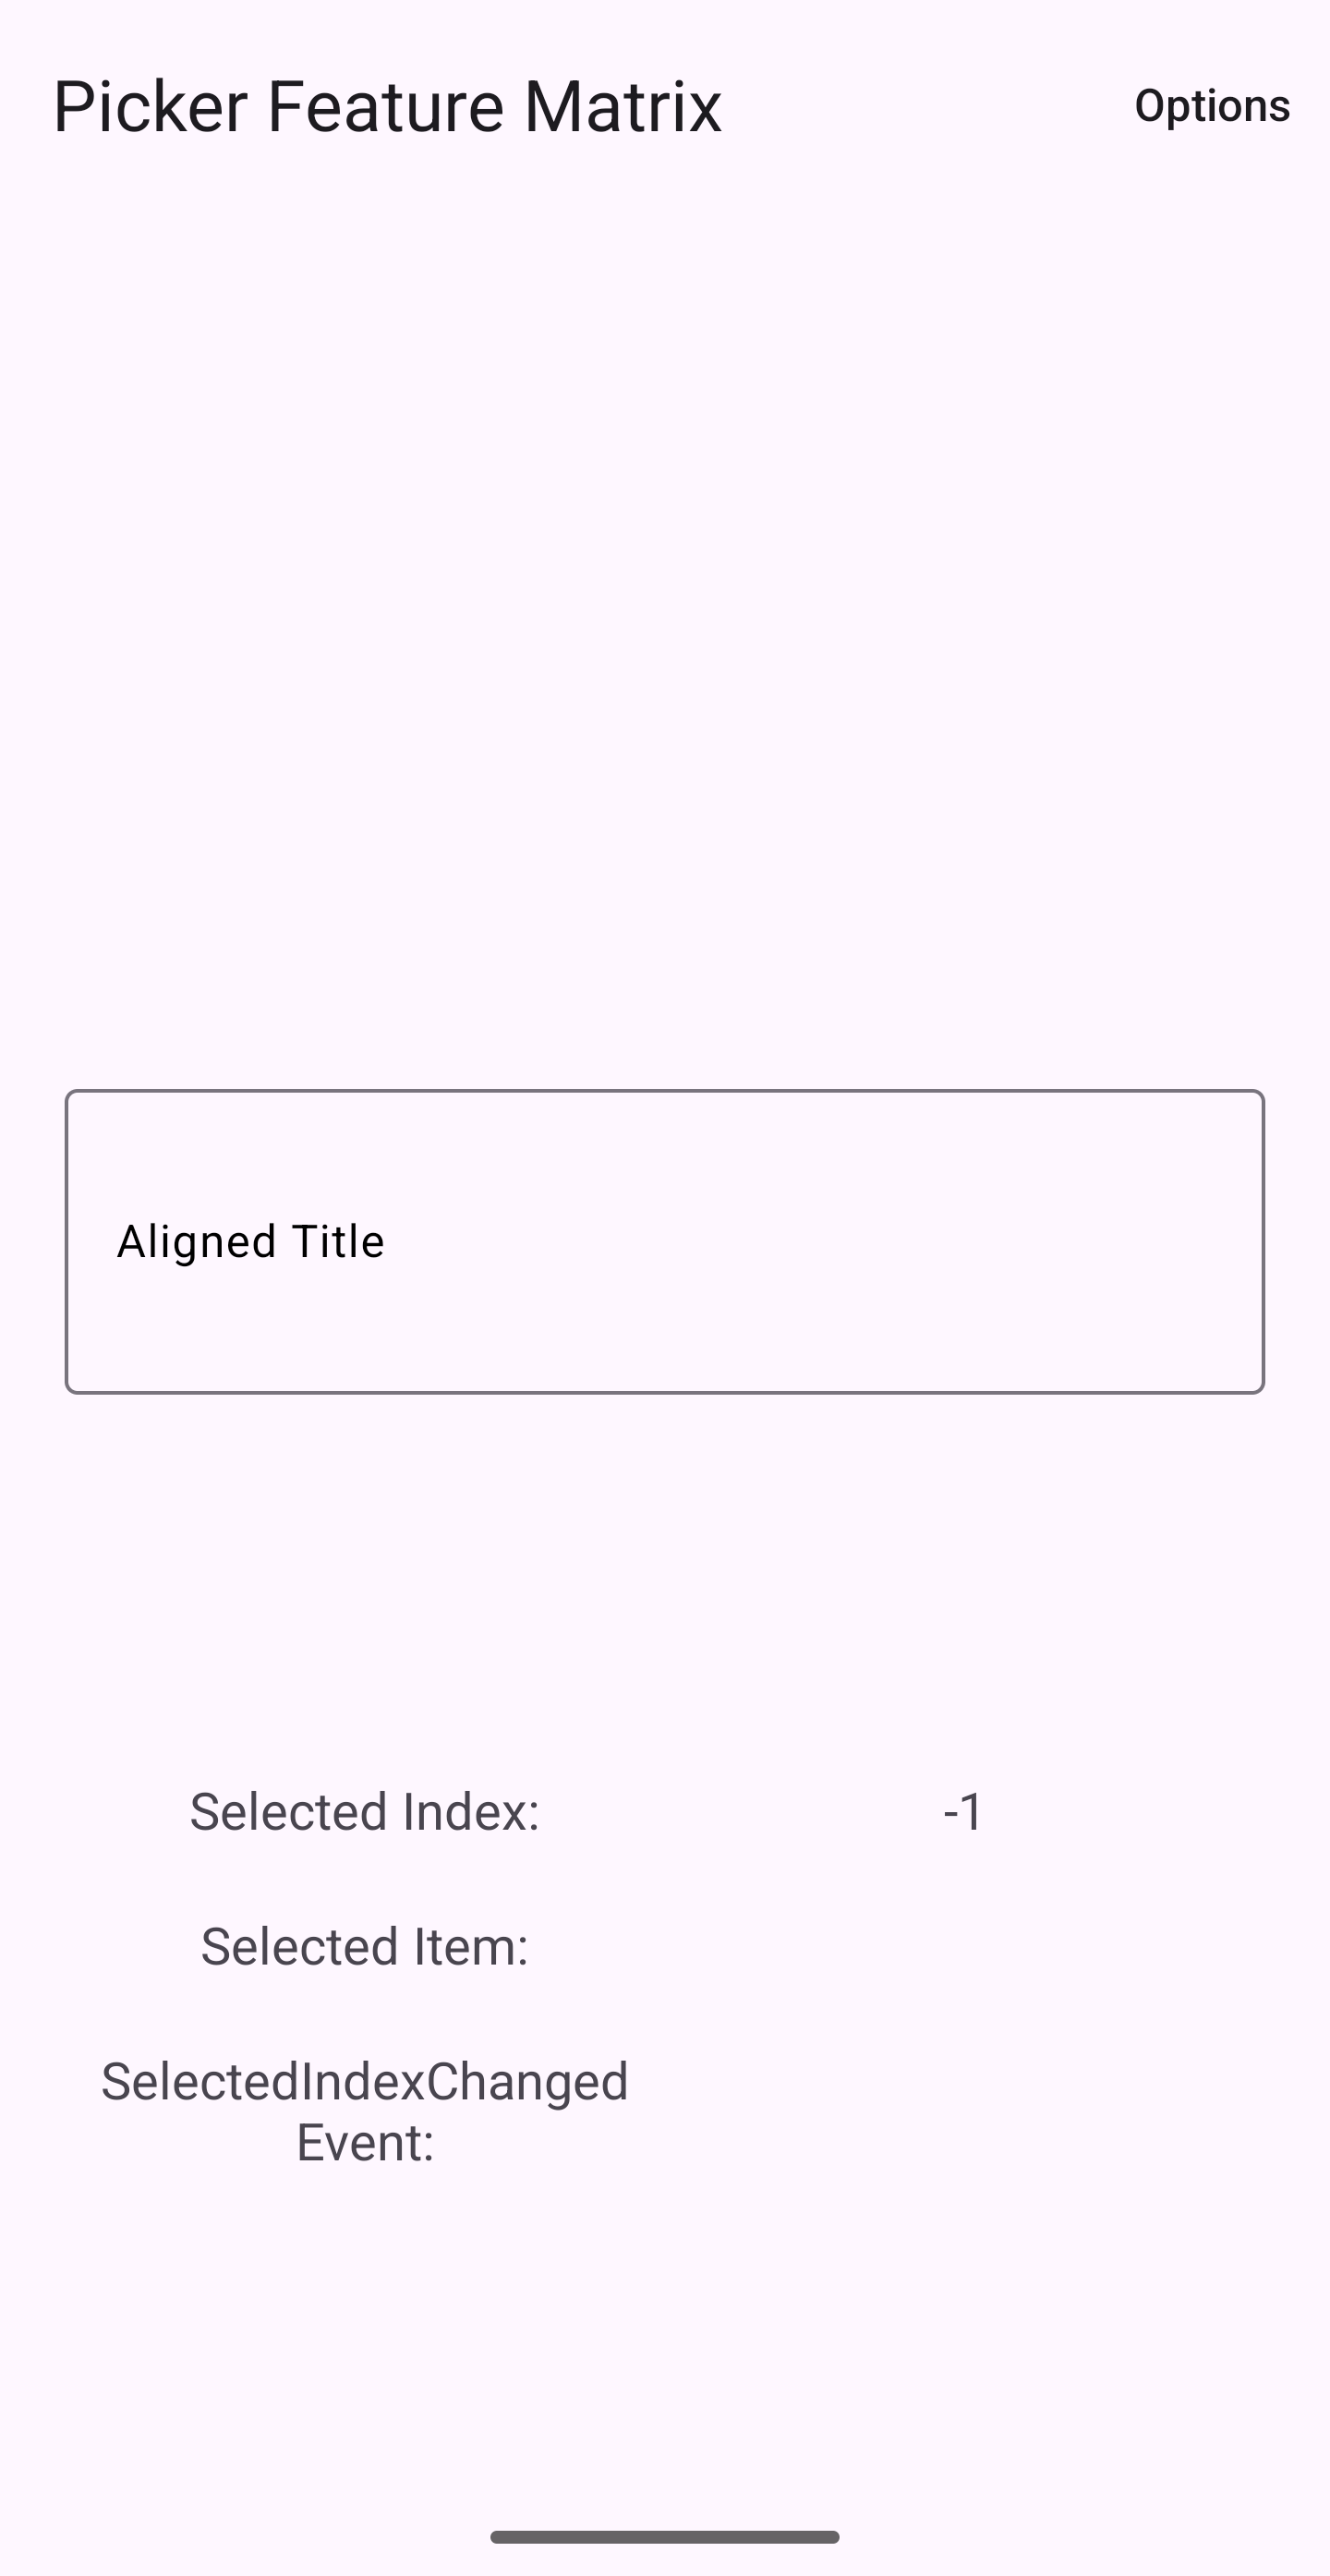 Picker Feature Matrix
Options
Aligned Title
Selected Index:
-1
Selected Item:
SelectedIndexChanged
Event: